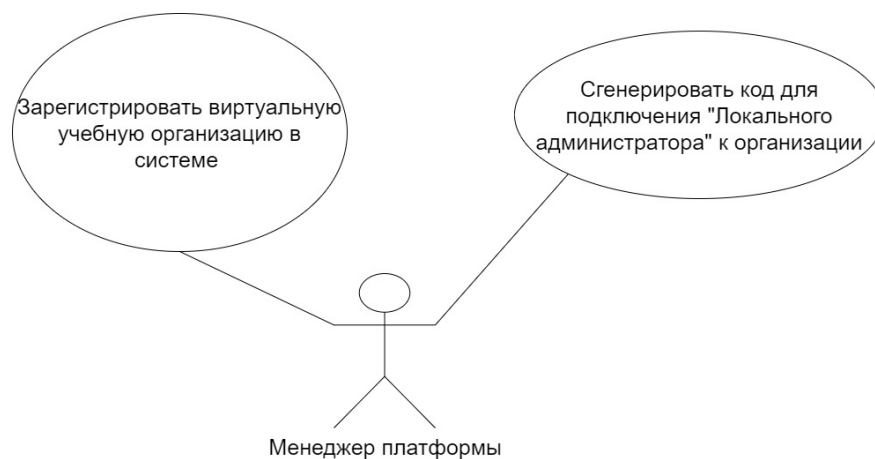 Зарегистрировать виртуальную
учебную организацию в
системе
Сгенерировать код для
подключения "Локального
администратора" к организации
Менеджер платформы